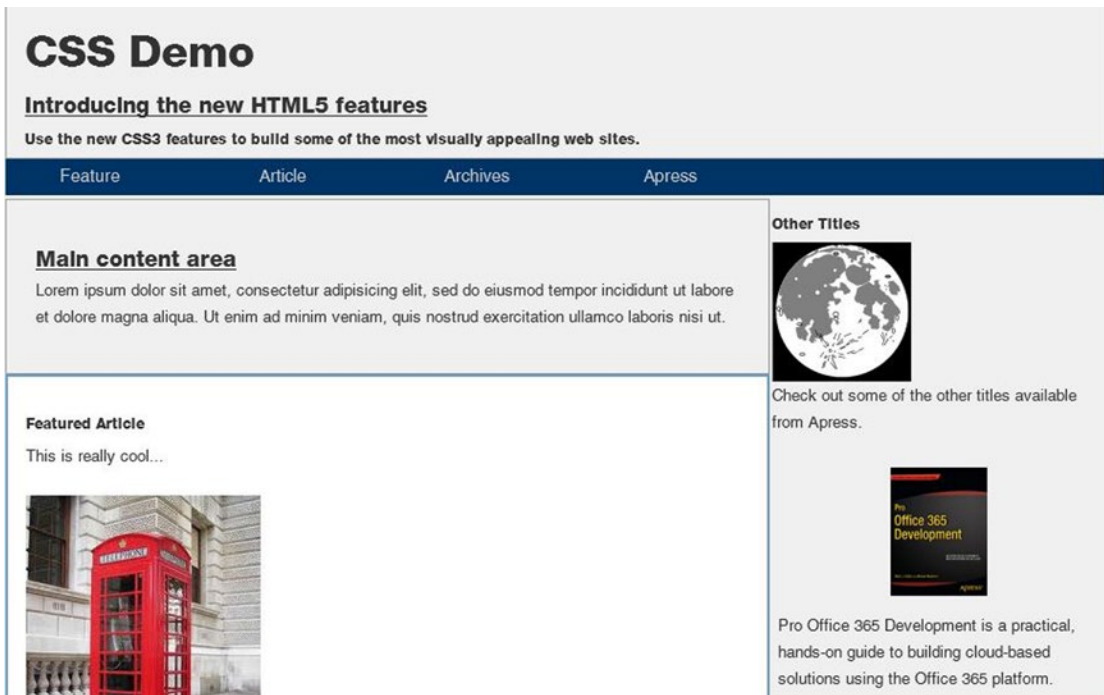 CSS Demo
Introducing the new HTML5 features
Use the new CSS3 features to build some of the most visually appealing web sites.
Feature Article Archives Apress
Main content area
Lorem ipsum dolor sit amet, consectetur adipisicing elit, sed do eiusmod tempor incididunt ut labore
et dolore magna aliqua. Ut enim ad minim veniam, quis nostrud exercitation ullamco laboris nisi ut.
Featured Article
This is really cool...
TELEPHONE
Other Titles
Check out some of the other titles available
from Apress.
Pro
Office 365
Development
Apress
Pro Office 365 Development is a practical,
hands-on guide to building cloud-based
solutions using the Office 365 platform.